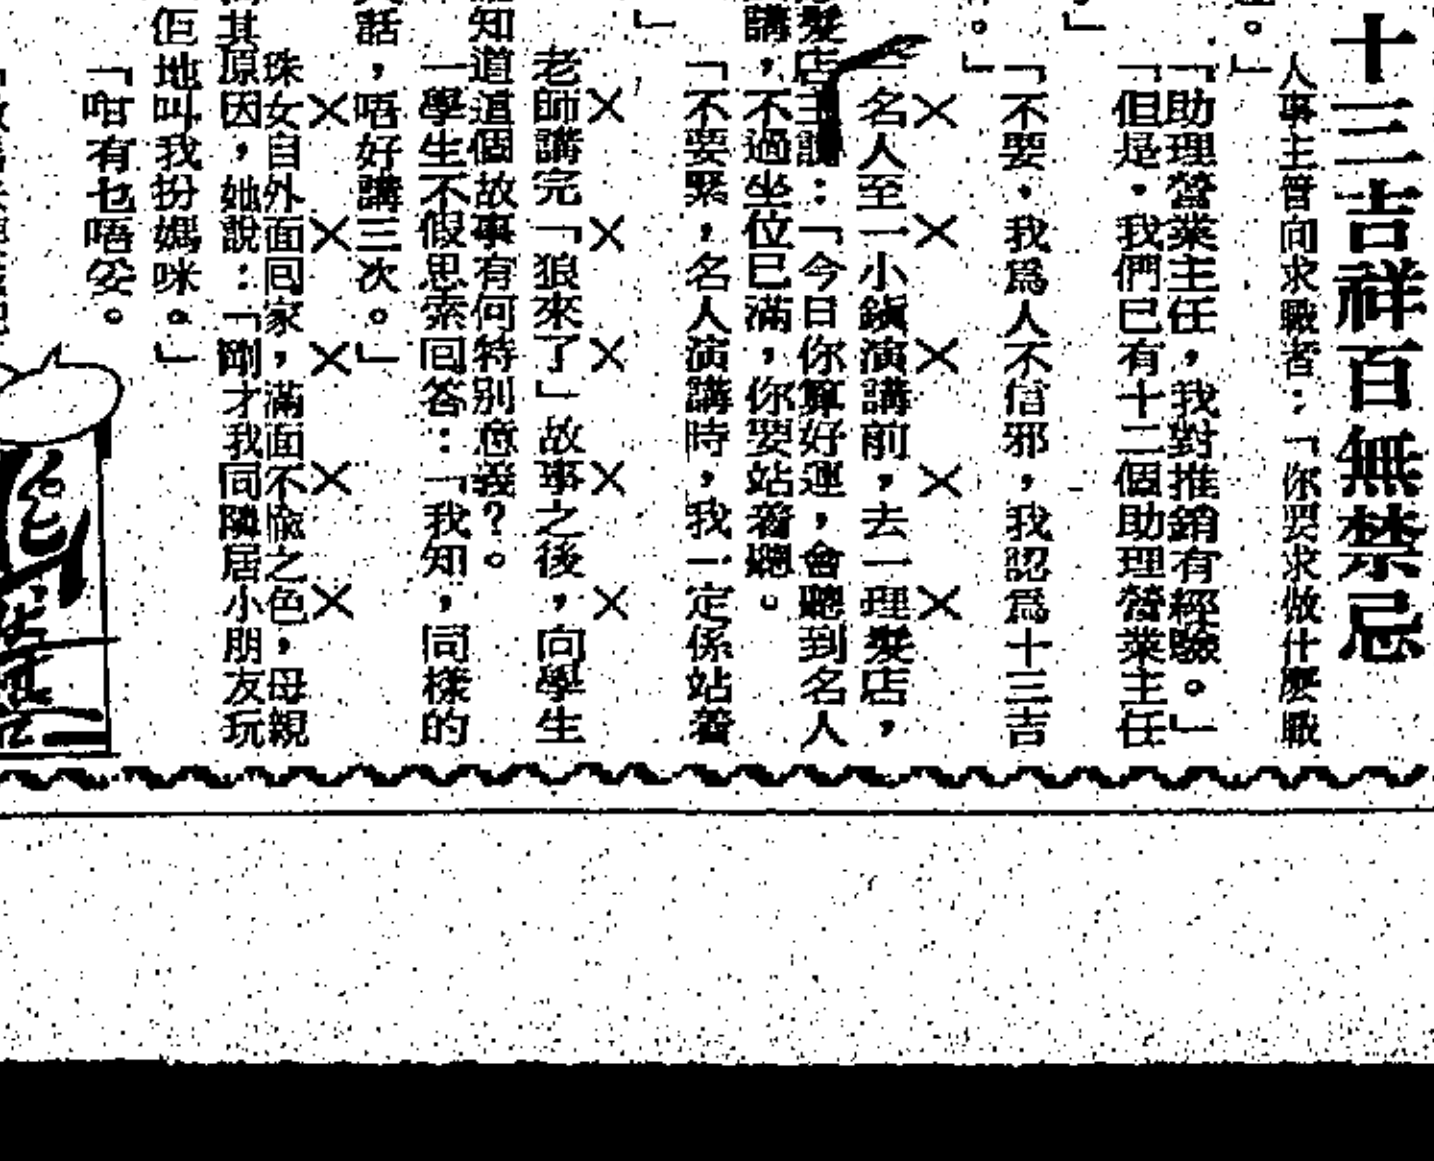 十三吉祥百無禁忌
人事主管向求職者：「你要求做什麼職
。」
「助理營業主任，我對推銷有經驗。」
「但是，我們已有十二個助理營業主任
」
「不要，我爲人不信邪，我認爲十三吉
。」
×　×　×　×　×
一名人至一小鎮演講前，去一理髮店，
髮店主說：「今日你算好運，會聽到名人
講，不過坐位已滿，你要站着聽。
「不要緊，名人演講時，我一定係站着
」
×　×　×　×　×
老師講完「狼來了」故事之後，向學生
知道這個故事有何特別意義？。
一學生不假思索回答：「我知，同樣的
話，唔好講三次。」
×　×　×　×　×
珠女自外面回家，滿面不愉之色，母親
其原因，她說：「剛才我同隣居小朋友玩
佢地叫我扮媽咪。」
「咁有乜唔妥。